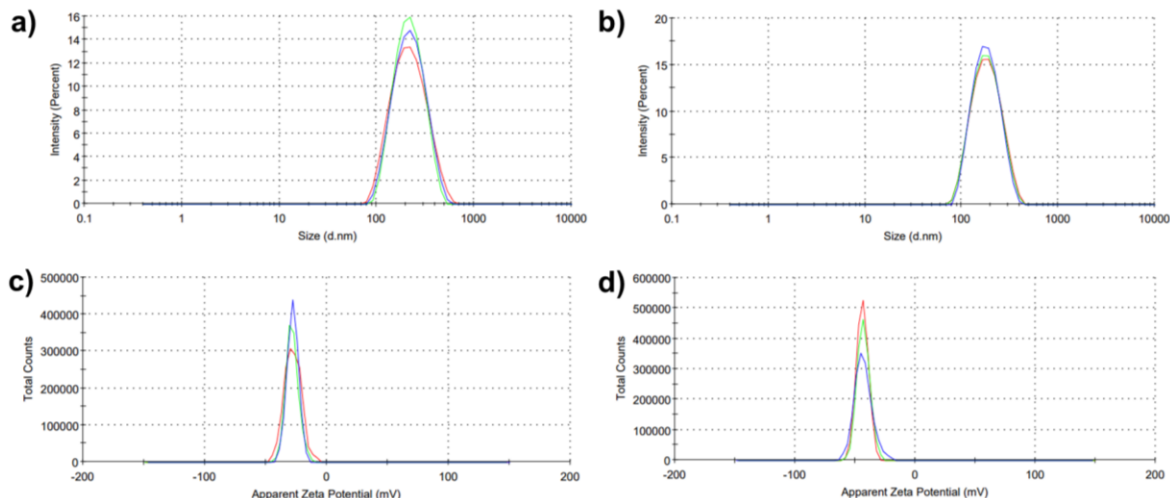 a)
Intensity (Percent)
16
14
12
10
8
6
4
2
0
0.1 1 10 100 1000 10000
Size (d.nm)
b)
Intensity (Percent)
20
15
10
5
0
0.1 1 10 100 1000 10000
Size (d.nm)
c)
Total Counts
500000
400000
300000
200000
100000
0
-200 -100 0 100 200
Apparent Zeta Potential (mV)
d)
Total Counts
600000
500000
400000
300000
200000
100000
0
-200 -100 0 100 200
Apparent Zeta Potential (mV)